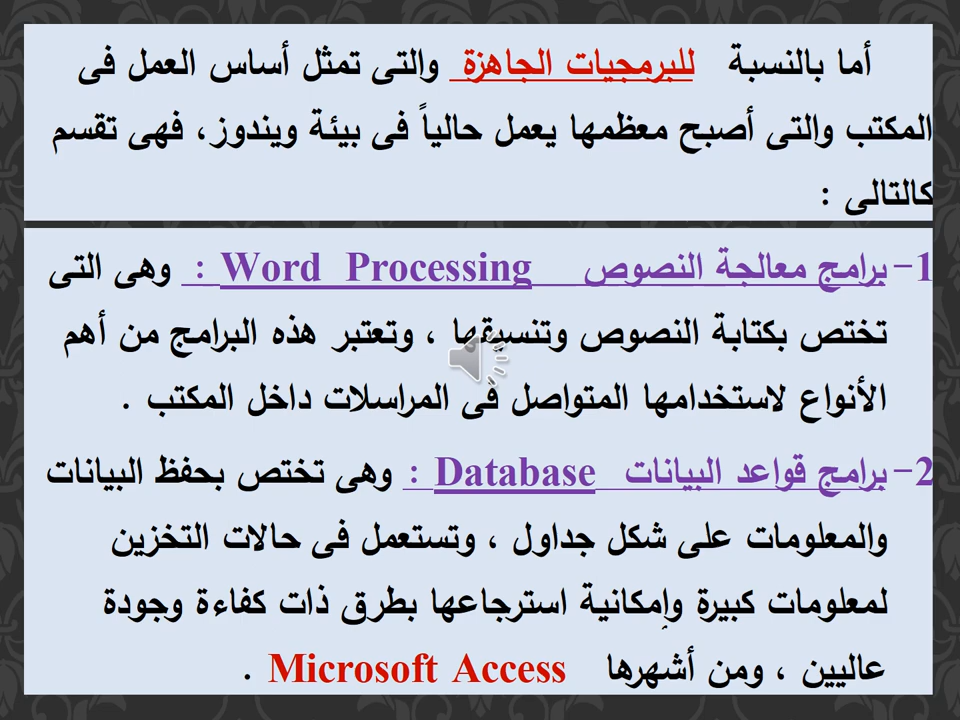 أما بالنسبة للبرمجيات الجاهزة والتى تمثل أساس العمل فى
المكتب والتى أصبح معظمها يعمل حالياً فى بيئة ويندوز، فهى تقسم
كالتالى :
1- برامج معالجة النصوص Word Processing : وهى التى
تختص بكتابة النصوص وتنسيقها ، وتعتبر هذه البرامج من أهم
الأنواع لاستخدامها المتواصل فى المراسلات داخل المكتب .
2- برامج قواعد البيانات Database : وهى تختص بحفظ البيانات
والمعلومات على شكل جداول ، وتستعمل فى حالات التخزين
لمعلومات كبيرة وإمكانية استرجاعها بطرق ذات كفاءة وجودة
عاليين ، ومن أشهرها Microsoft Access .